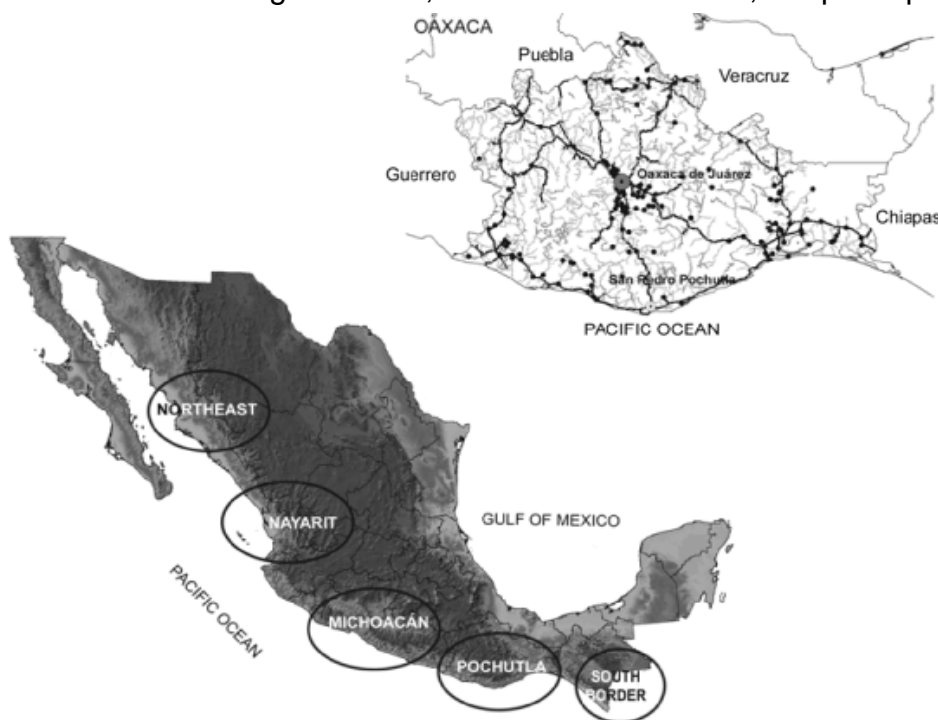 OAXACA
Puebla
Veracruz
Guerrero
Oaxaca de Juárez
Chiapas
San Pedro Pochutla
PACIFIC OCEAN
NORTHEAST
NAYARIT
GULF OF MEXICO
PACIFIC OCEAN
MICHOACÁN
POCHUTLA
SOUTH
BORDER